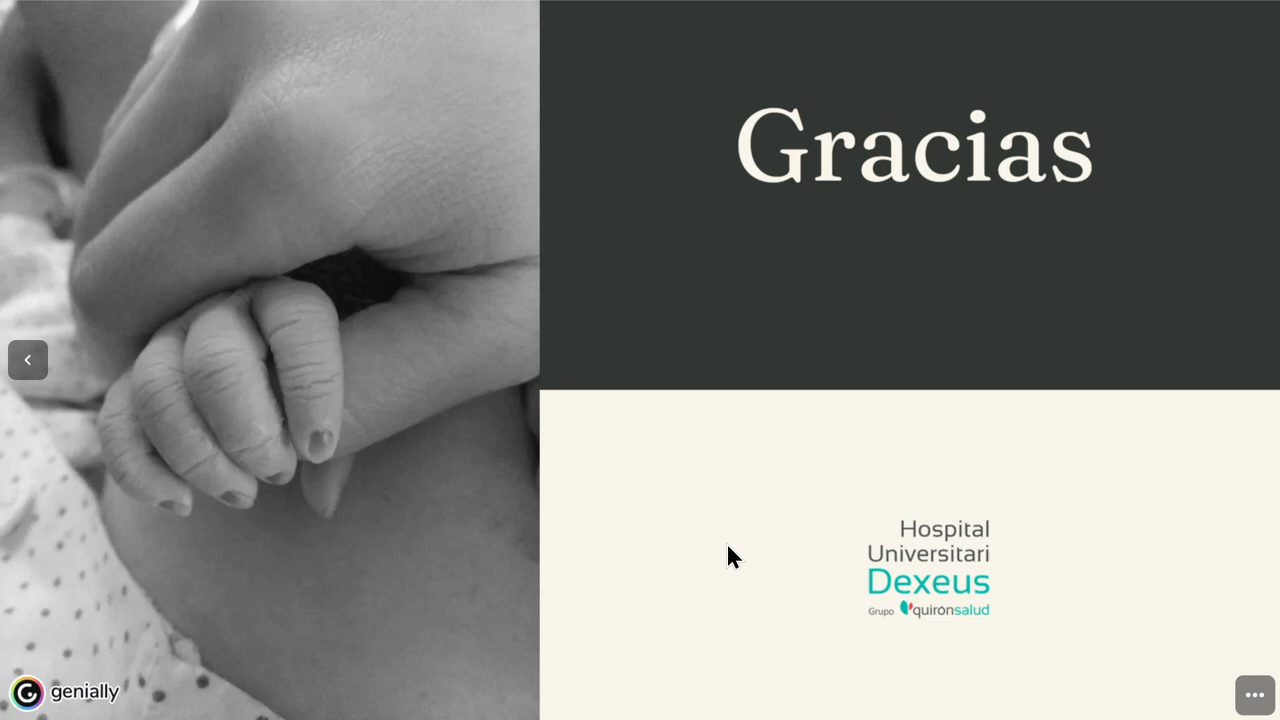 Gracias
Hospital
Universitari
Dexeus
Grupo quirónsalud
genially